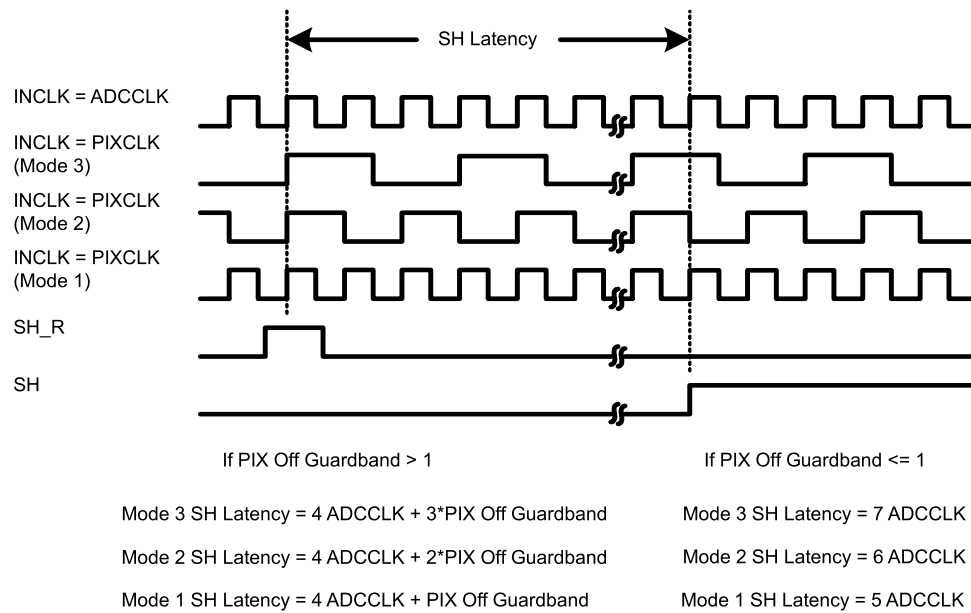 SH Latency
INCLK = ADCCLK
INCLK = PIXCLK
(Mode 3)
INCLK = PIXCLK
(Mode 2)
INCLK = PIXCLK
(Mode 1)
SH_R
SH
If PIX Off Guardband > 1
If PIX Off Guardband <= 1
Mode 3 SH Latency = 4 ADCCLK + 3*PIX Off Guardband
Mode 3 SH Latency = 7 ADCCLK
Mode 2 SH Latency = 4 ADCCLK + 2*PIX Off Guardband
Mode 2 SH Latency = 6 ADCCLK
Mode 1 SH Latency = 4 ADCCLK + PIX Off Guardband
Mode 1 SH Latency = 5 ADCCLK